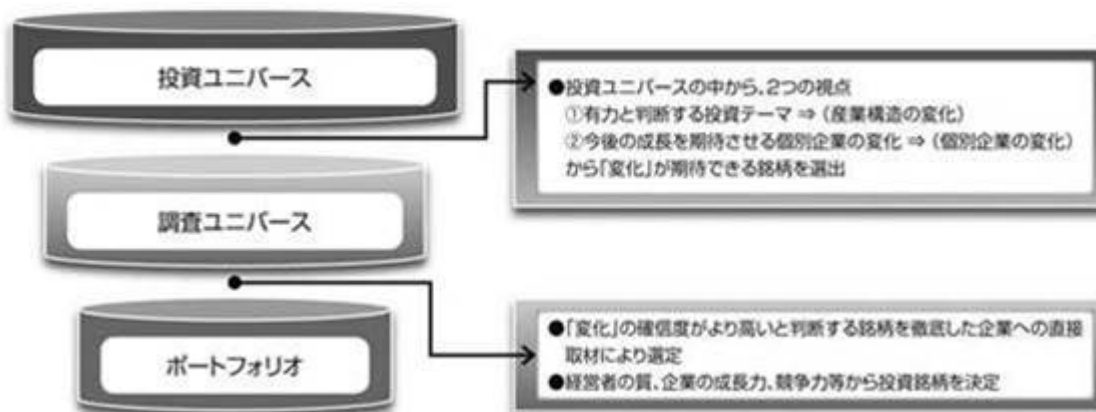 投資ユニバース
●投資ユニバースの中から、2つの視点
①有力と判断する投資テーマ ⇒ (産業構造の変化)
②今後の成長を期待させる個別企業の変化 ⇒ (個別企業の変化)
から「変化」が期待できる銘柄を選出
調査ユニバース
●「変化」の確信度がより高いと判断する銘柄を徹底した企業への直接
取材により選定
●経営者の質、企業の成長力、競争力等から投資銘柄を決定
ポートフォリオ